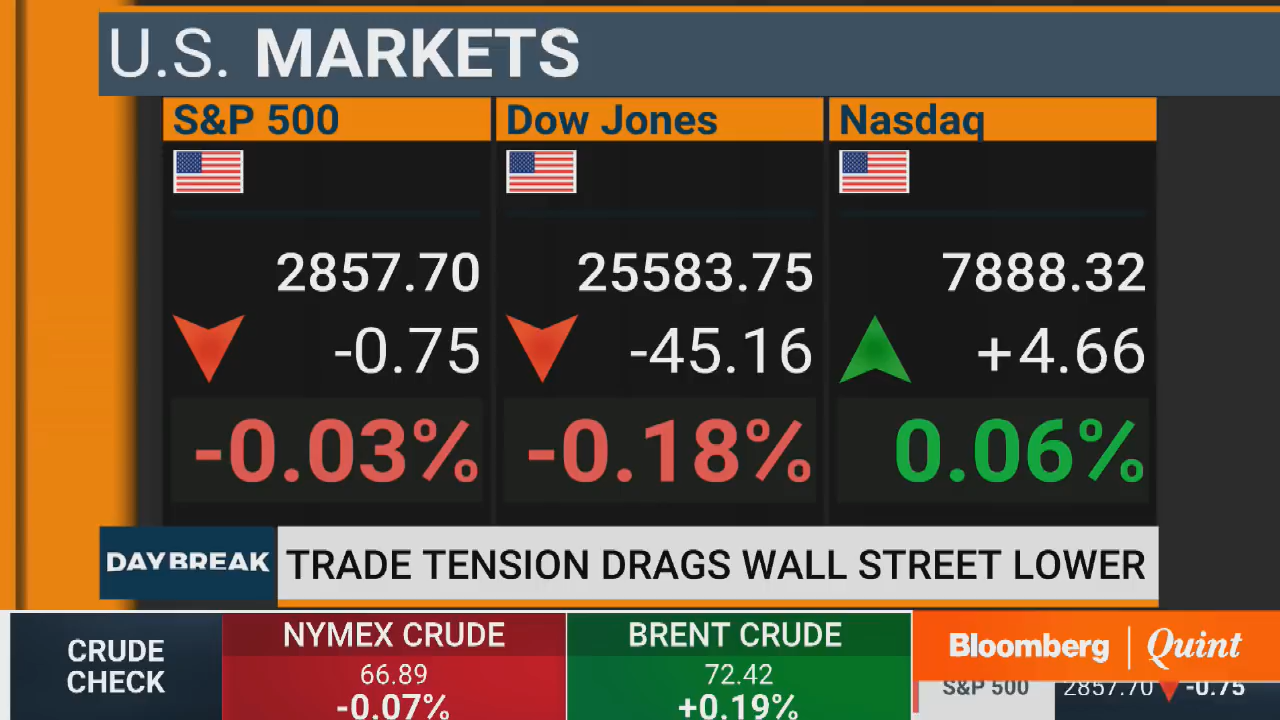 U.S. MARKETS
S&P 500
2857.70
-0.75
-0.03%
Dow Jones
25583.75
-45.16
-0.18%
Nasdaq
7888.32
+4.66
0.06%
DAYBREAK
TRADE TENSION DRAGS WALL STREET LOWER
CRUDE
CHECK
NYMEX CRUDE
66.89
-0.07%
BRENT CRUDE
72.42
+0.19%
Bloomberg | Quint
S&P 500 2857.70 -0.75